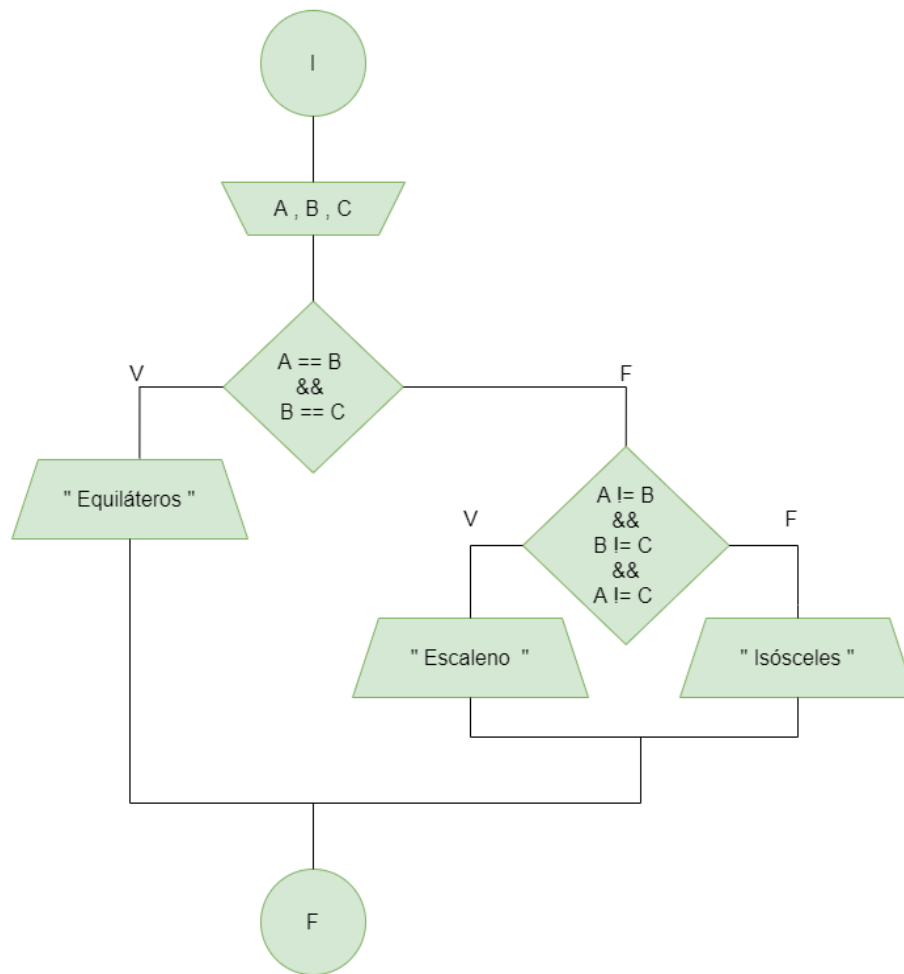 I
A , B , C
A == B
&&
B == C
V
F
" Equiláteros "
A != B
&&
B != C
&&
A != C
V
F
" Escaleno  "
" Isósceles "
F